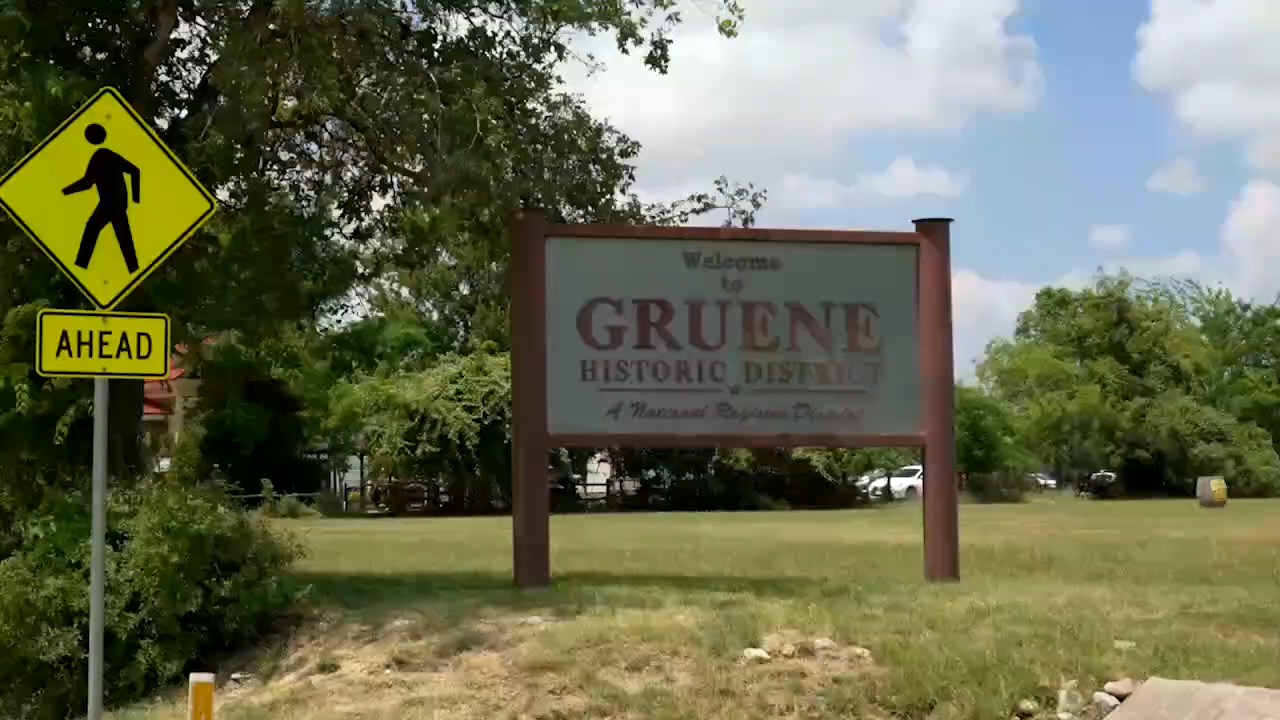 AHEAD
Welcome
to
GRUENE
HISTORIC DISTRICT
A National Register District